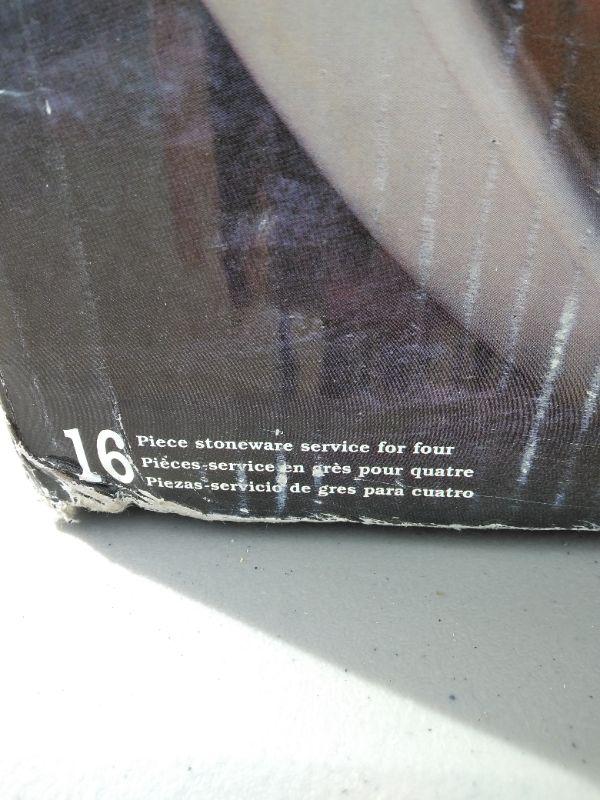 16 Piece stoneware service for four
Pièces-service en grès pour quatre
Piezas-servicio de gres para cuatro